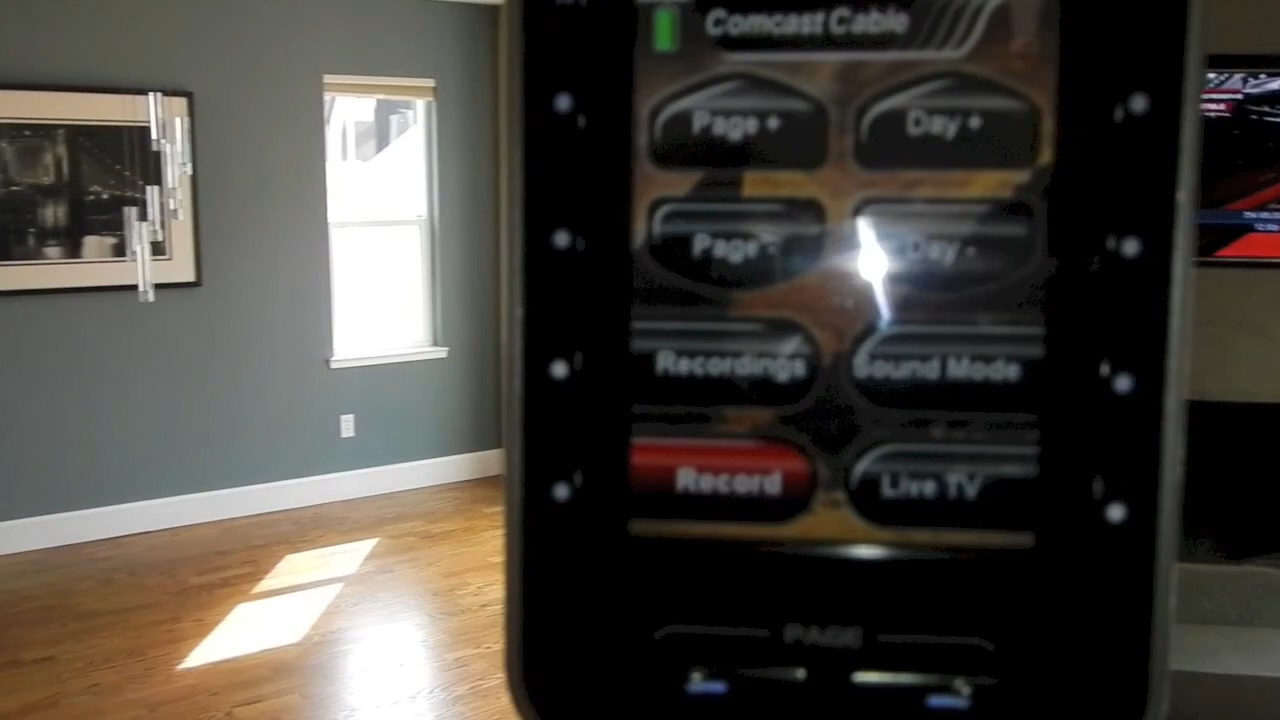 Comcast Cable
Page +
Day +
Page -
Day -
Recordings
Sound Mode
Record
Live TV
PAGE